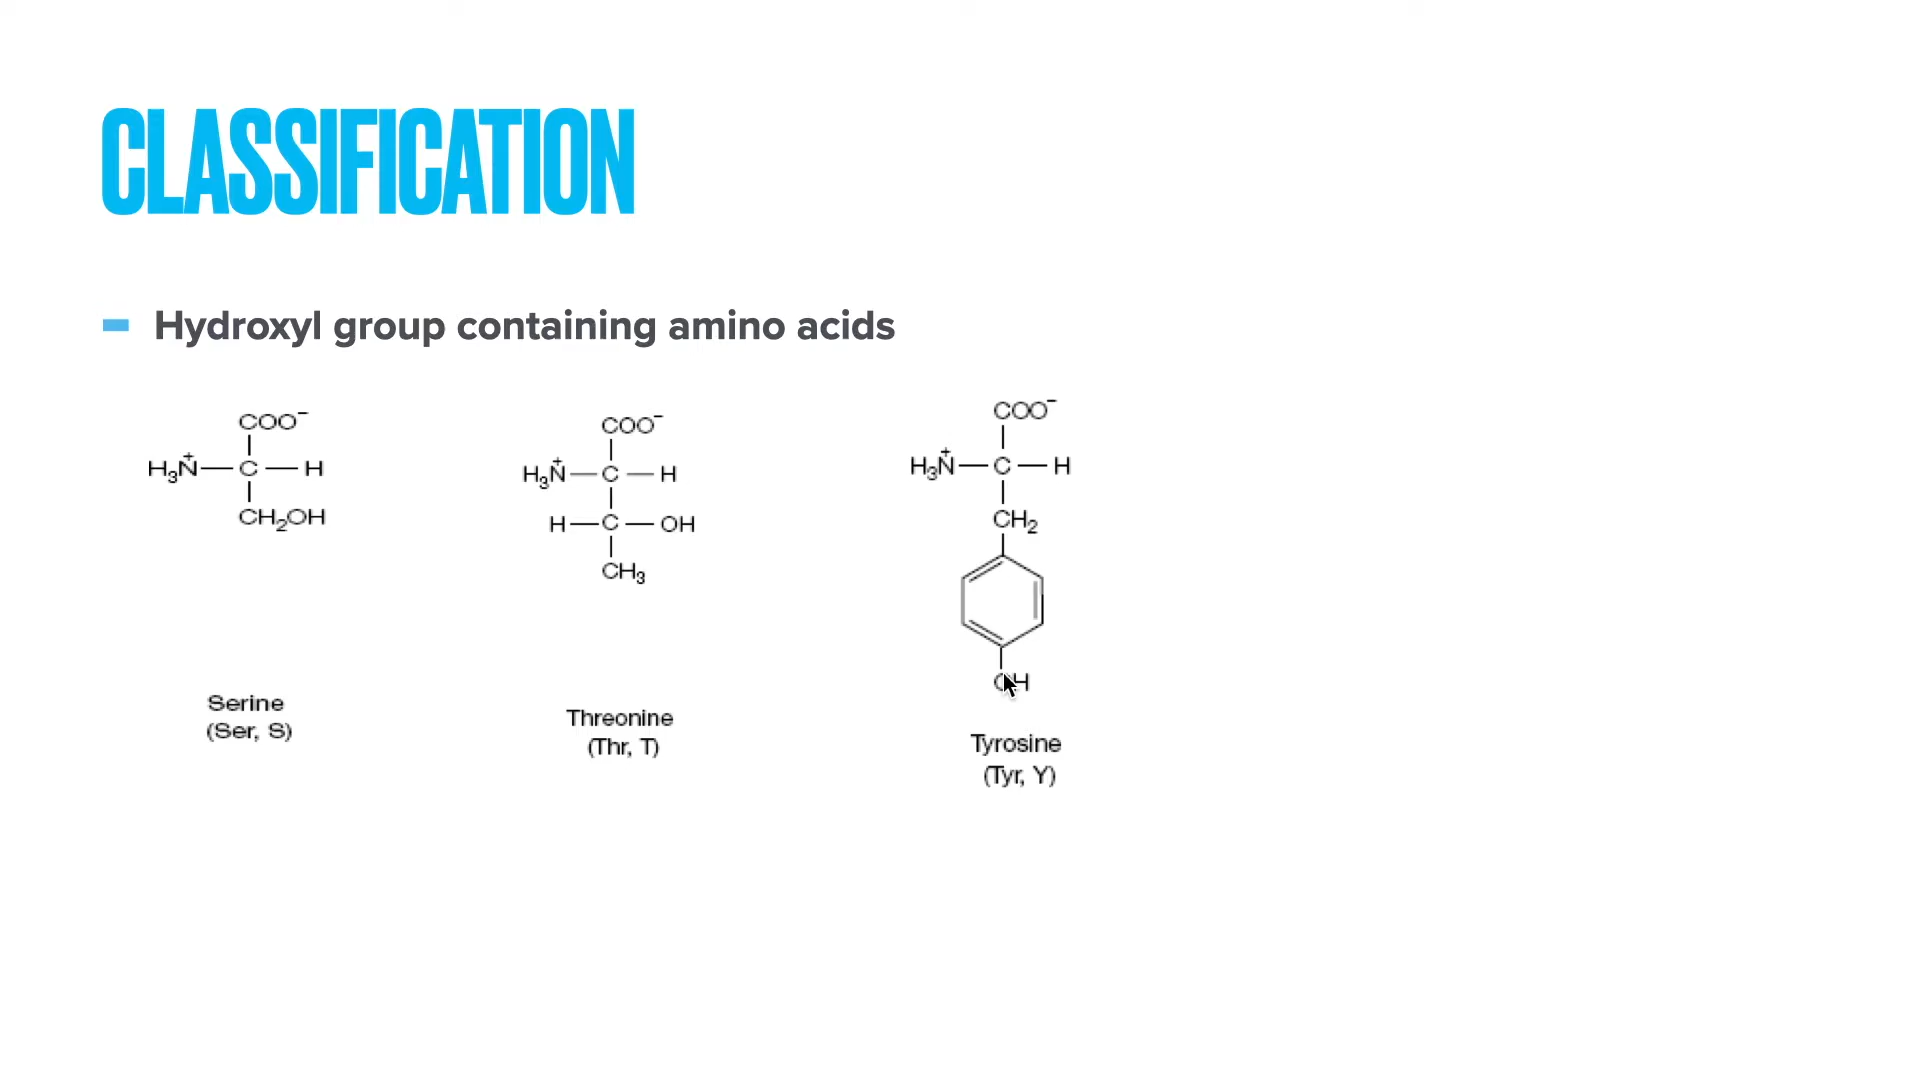 CLASSIFICATION
Hydroxyl group containing amino acids
COO⁻
H₃N⁺—C—H
CH₂OH
Serine
(Ser, S)
COO⁻
H₃N⁺—C—H
H—C—OH
CH₃
Threonine
(Thr, T)
COO⁻
H₃N⁺—C—H
CH₂
OH
Tyrosine
(Tyr, Y)